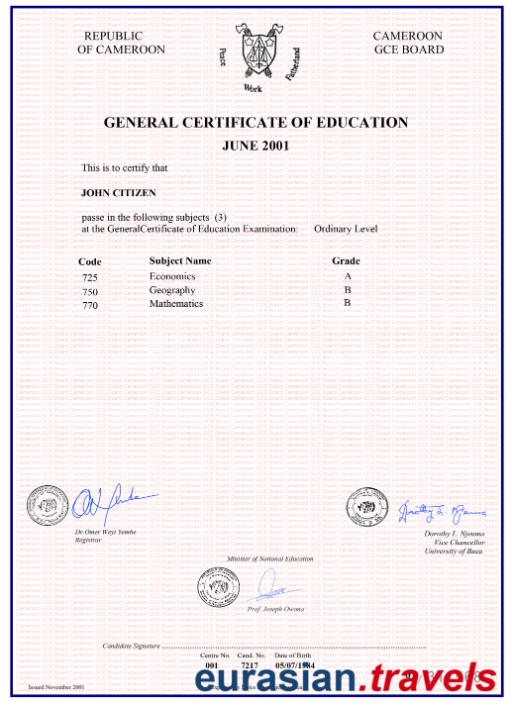 REPUBLIC
OF CAMEROON
CAMEROON
GCE BOARD
Peace
Work
Fatherland
GENERAL CERTIFICATE OF EDUCATION
JUNE 2001
This is to certify that
JOHN CITIZEN
passe in the following subjects (3)
at the GeneralCertificate of Education Examination: Ordinary Level
Code Subject Name Grade
725 Economics A
750 Geography B
770 Mathematics B
Dr.Omer Weyi Yembe
Registrar
Dorothy L. Njeuma
Vice Chancellor
University of Buea
Minister of National Education
Prof. Joseph Owona
Candidate Signature
Centre No. Cand. No. Date of Birth
001 7217 05/07/1984
eurasian.travels
Issued November 2001